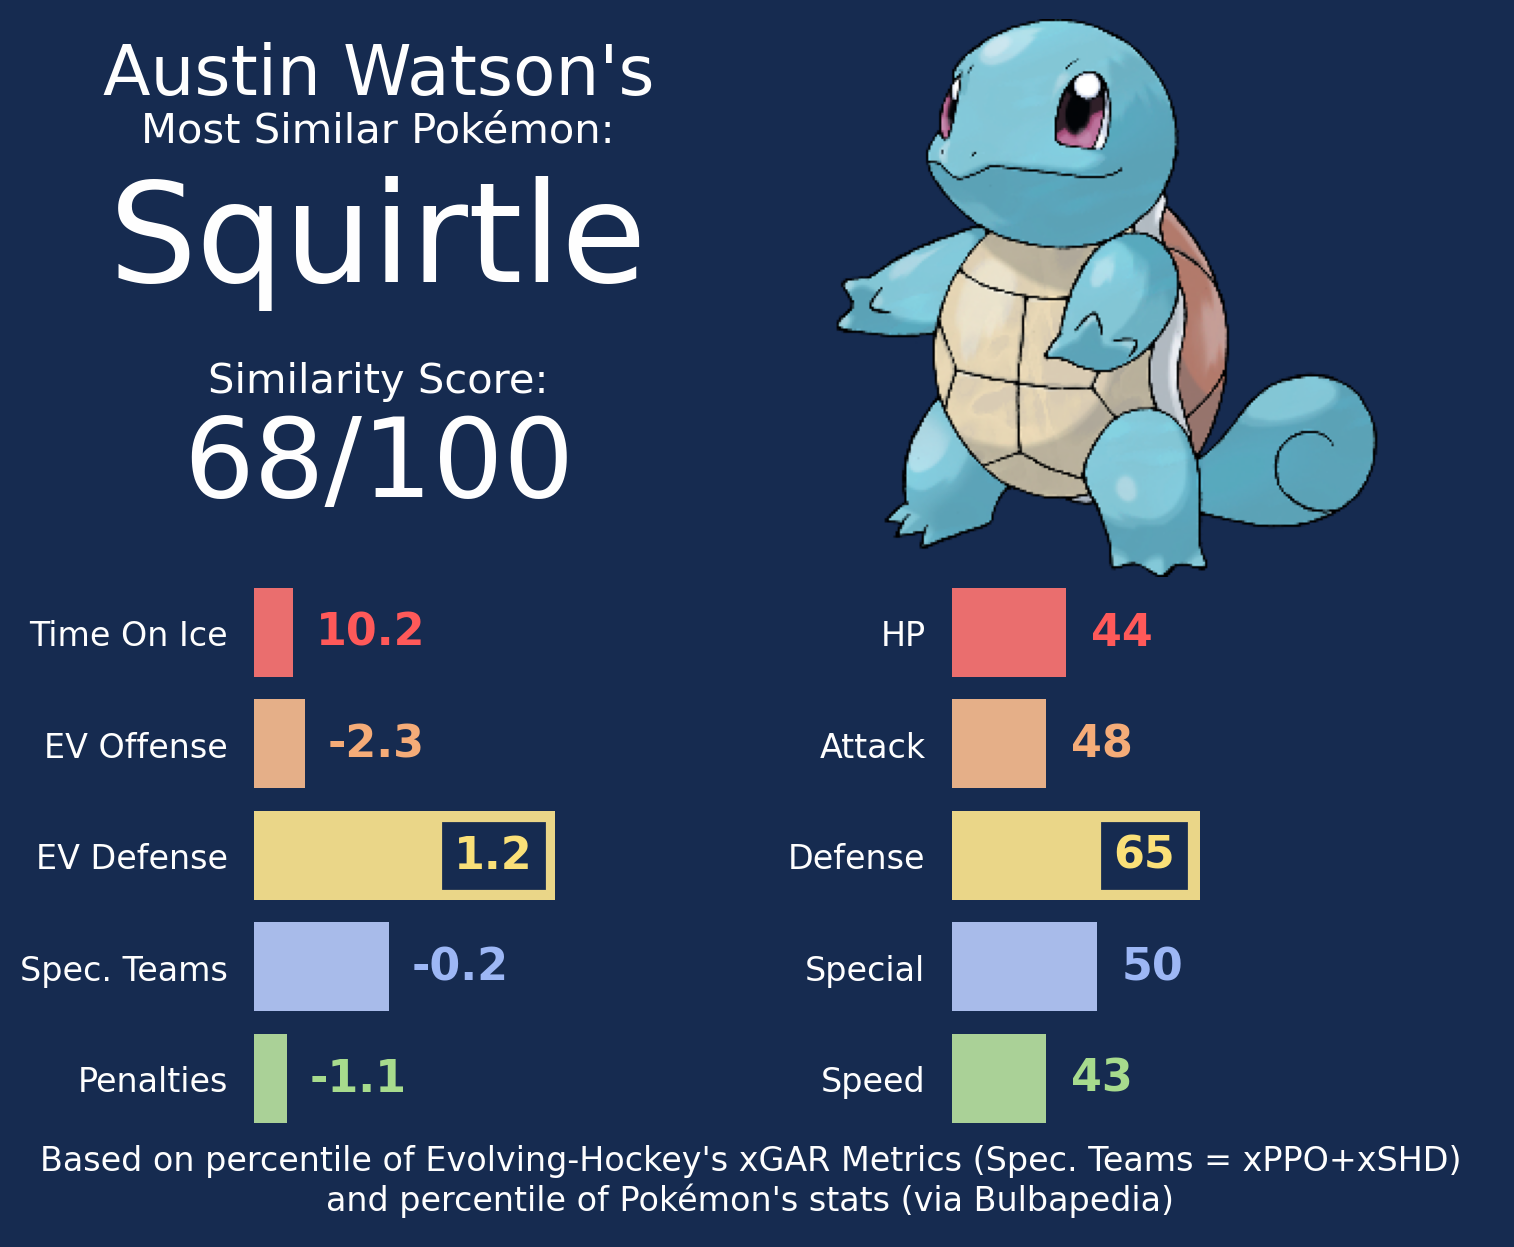 Austin Watson's
Most Similar Pokémon:
Squirtle
Similarity Score:
68/100
Time On Ice 10.2
EV Offense -2.3
EV Defense 1.2
Spec. Teams -0.2
Penalties -1.1
HP 44
Attack 48
Defense 65
Special 50
Speed 43
Based on percentile of Evolving-Hockey's xGAR Metrics (Spec. Teams = xPPO+xSHD)
and percentile of Pokémon's stats (via Bulbapedia)